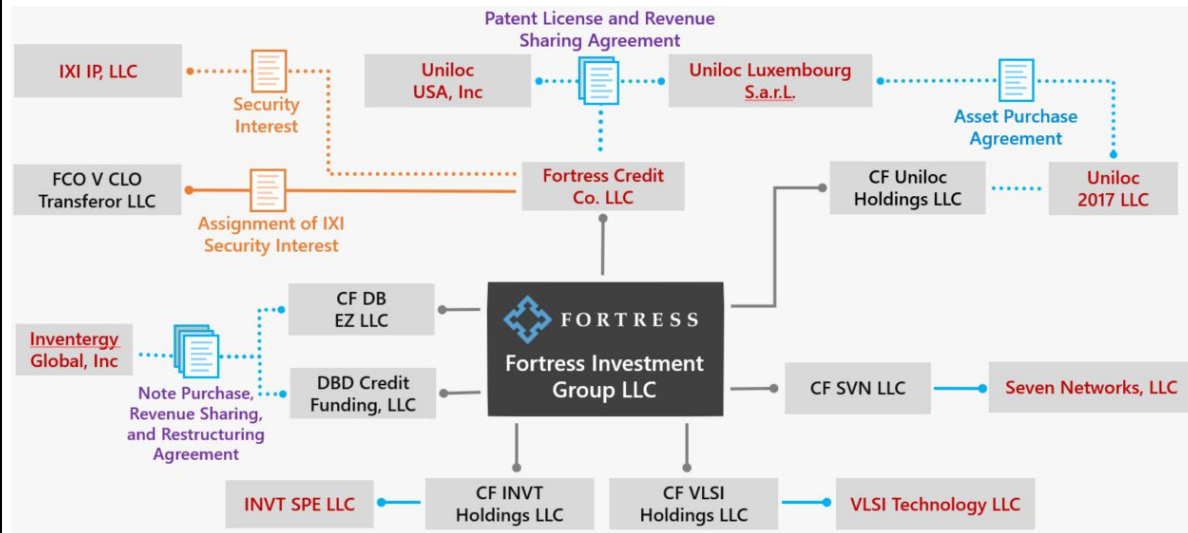 Patent License and Revenue
Sharing Agreement
IXI IP, LLC
Security
Interest
Uniloc
USA, Inc
Uniloc Luxembourg
S.a.r.L.
Asset Purchase
Agreement
FCO V CLO
Transferor LLC
Assignment of IXI
Security Interest
Fortress Credit
Co. LLC
CF Uniloc
Holdings LLC
Uniloc
2017 LLC
Inventergy
Global, Inc
Note Purchase,
Revenue Sharing,
and Restructuring
Agreement
CF DB
EZ LLC
DBD Credit
Funding, LLC
FORTRESS
Fortress Investment
Group LLC
CF SVN LLC
Seven Networks, LLC
INVT SPE LLC
CF INVT
Holdings LLC
CF VLSI
Holdings LLC
VLSI Technology LLC